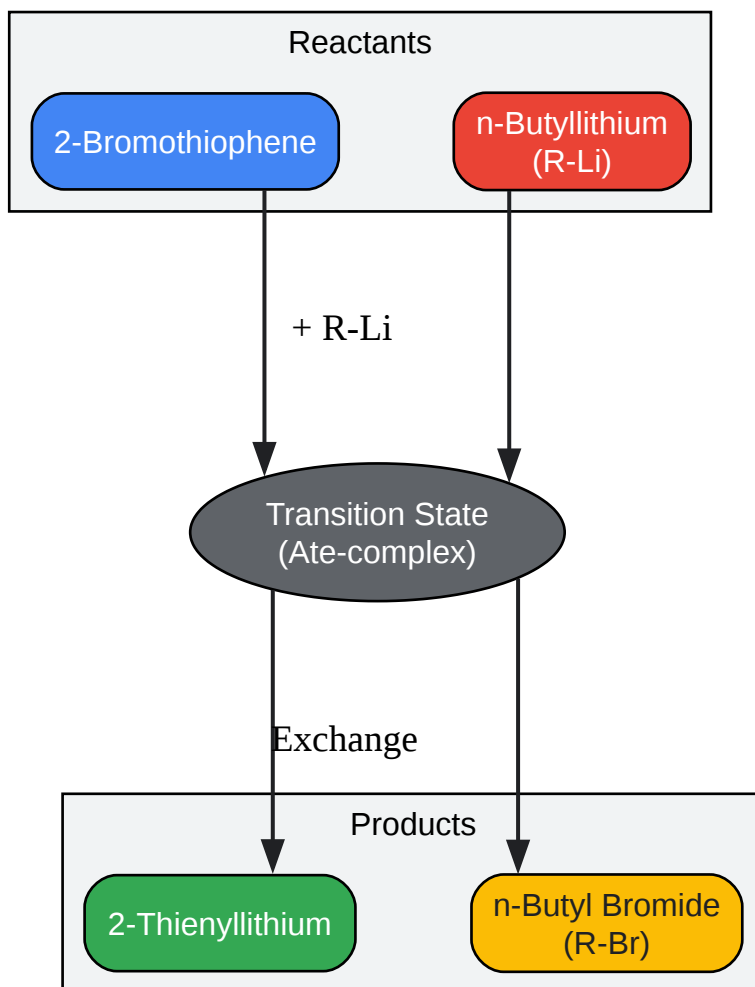 Reactants
2-Bromothiophene
n-Butyllithium
(R-Li)
+ R-Li
Transition State
(Ate-complex)
Exchange
Products
2-Thienyllithium
n-Butyl Bromide
(R-Br)